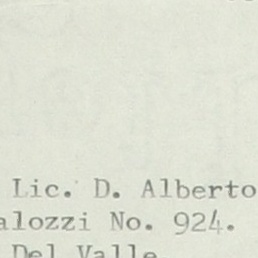 Lic. D. Alberto
alozzi No. 924.
Del Valle